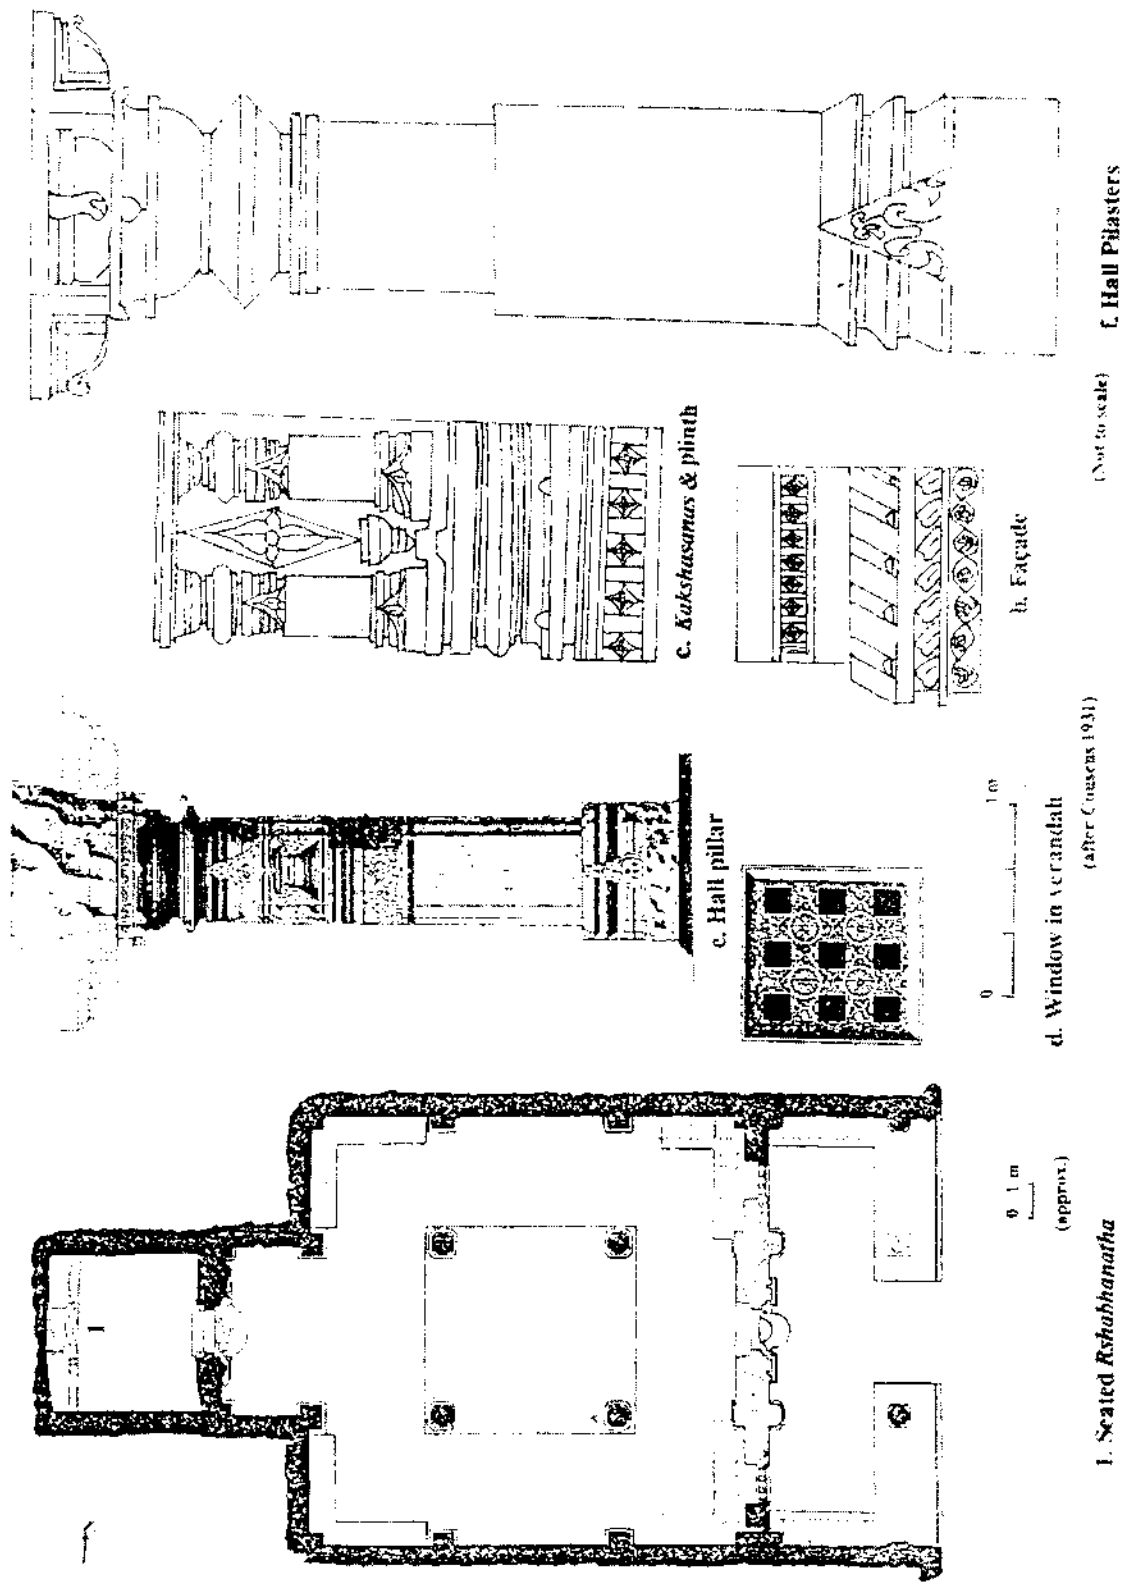 1
0 1 m
(approx.)
1. Seated Rshabhanatha
c. Hall pillar
0 1 m
d. Window in verandah
(after Cousens 1931)
c. Kakshasanas & plinth
b. Façade
(Not to scale)
f. Hall Pilasters